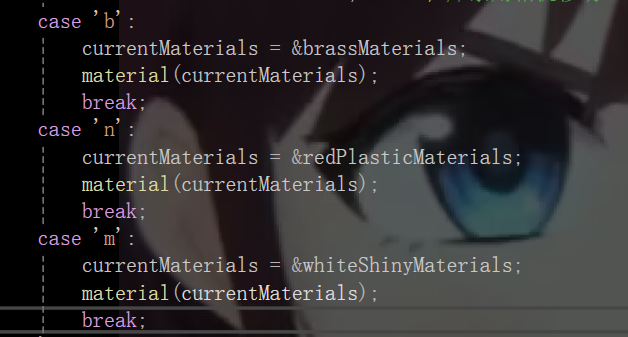 case 'b':
currentMaterials = &brassMaterials;
material(currentMaterials);
break;
case 'n':
currentMaterials = &redPlasticMaterials;
material(currentMaterials);
break;
case 'm':
currentMaterials = &whiteShinyMaterials;
material(currentMaterials);
break;